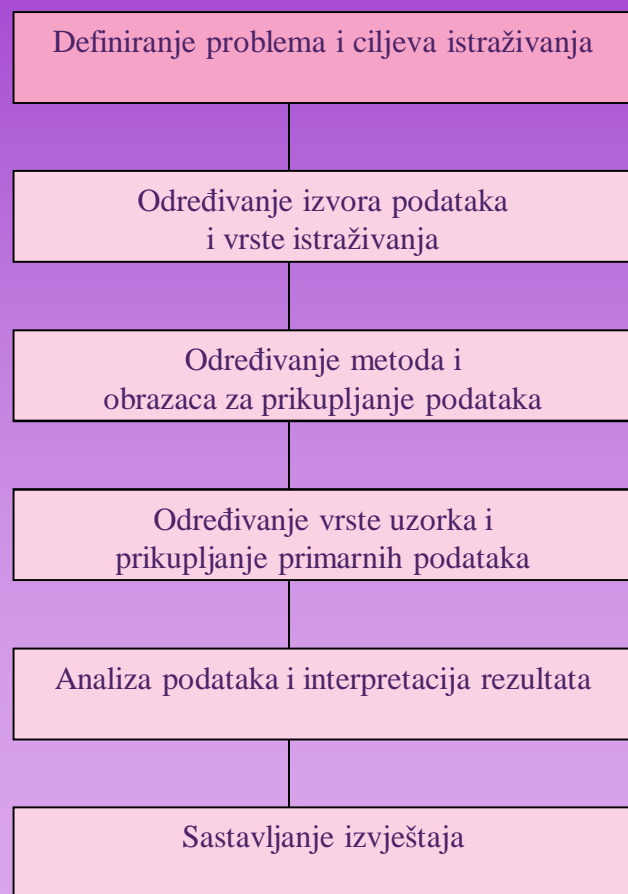 Definiranje problema i ciljeva istraživanja
Određivanje izvora podataka
i vrste istraživanja
Određivanje metoda i
obrazaca za prikupljanje podataka
Određivanje vrste uzorka i
prikupljanje primarnih podataka
Analiza podataka i interpretacija rezultata
Sastavljanje izvještaja